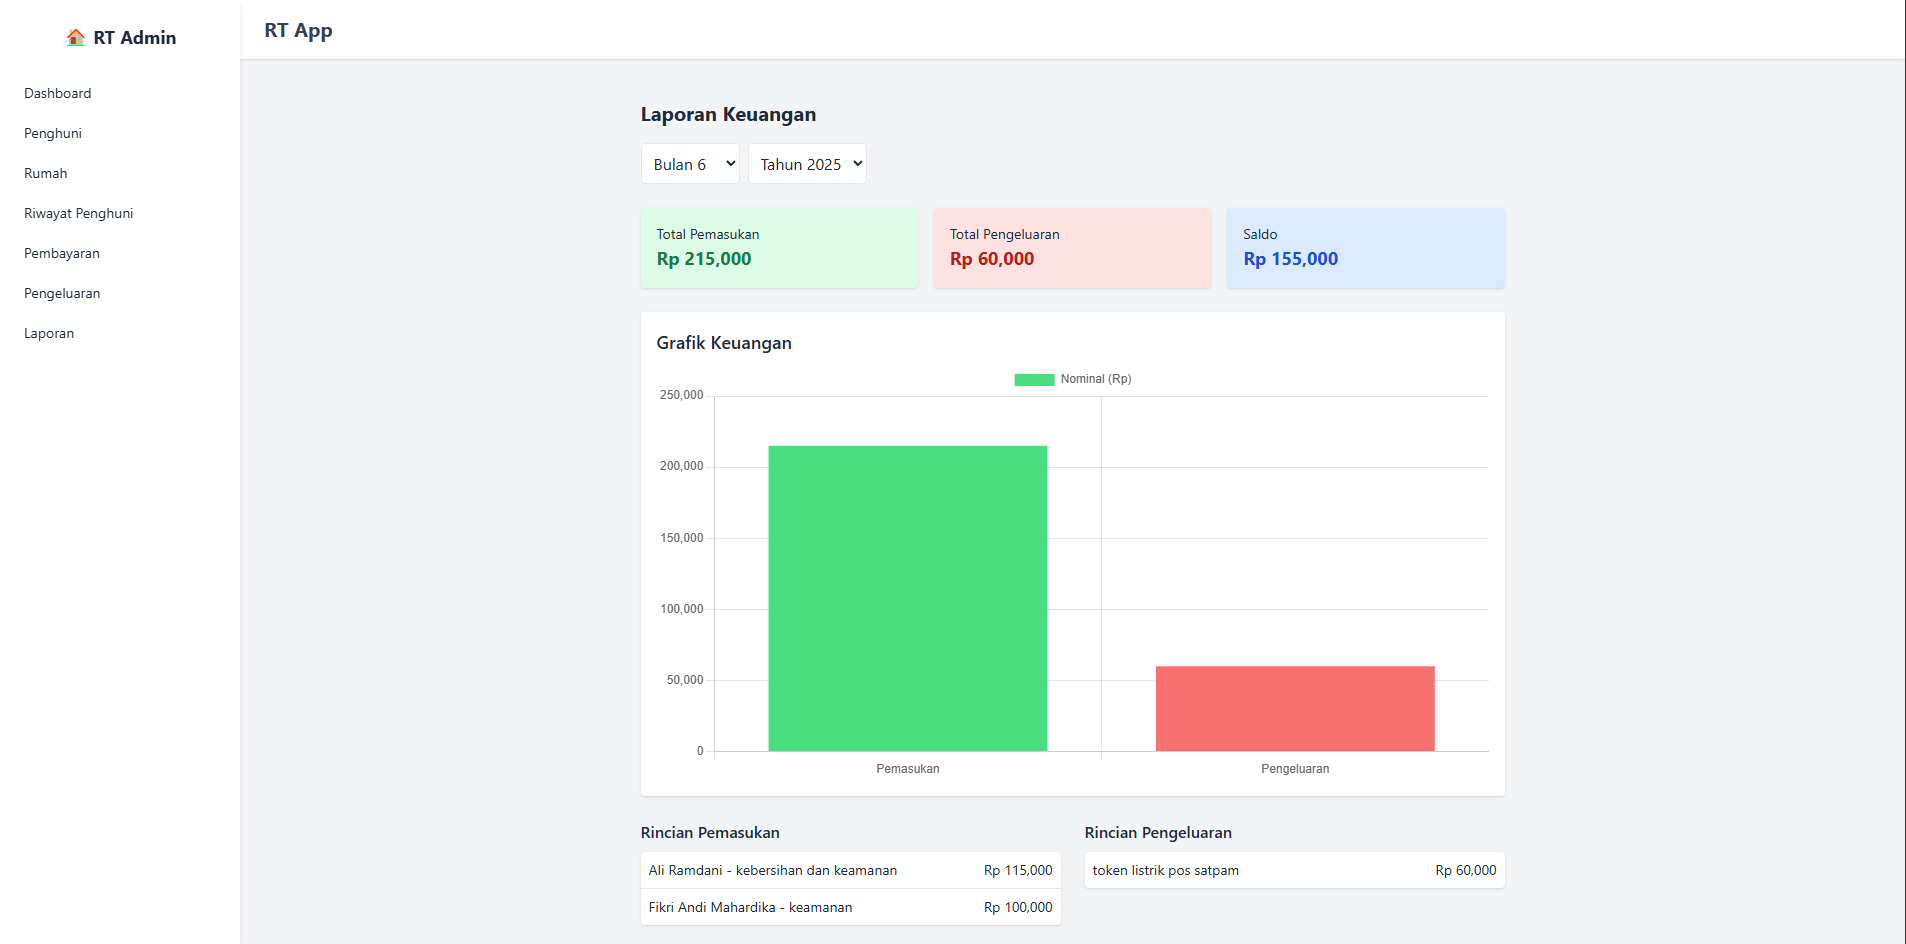 RT Admin
Dashboard
Penghuni
Rumah
Riwayat Penghuni
Pembayaran
Pengeluaran
Laporan
RT App
Laporan Keuangan
Bulan 6 Tahun 2025
Total Pemasukan
Rp 215,000
Total Pengeluaran
Rp 60,000
Saldo
Rp 155,000
Grafik Keuangan
Nominal (Rp)
250,000
200,000
150,000
100,000
50,000
0
Pemasukan Pengeluaran
Rincian Pemasukan
Ali Ramdani - kebersihan dan keamanan Rp 115,000
Fikri Andi Mahardika - keamanan Rp 100,000
Rincian Pengeluaran
token listrik pos satpam Rp 60,000